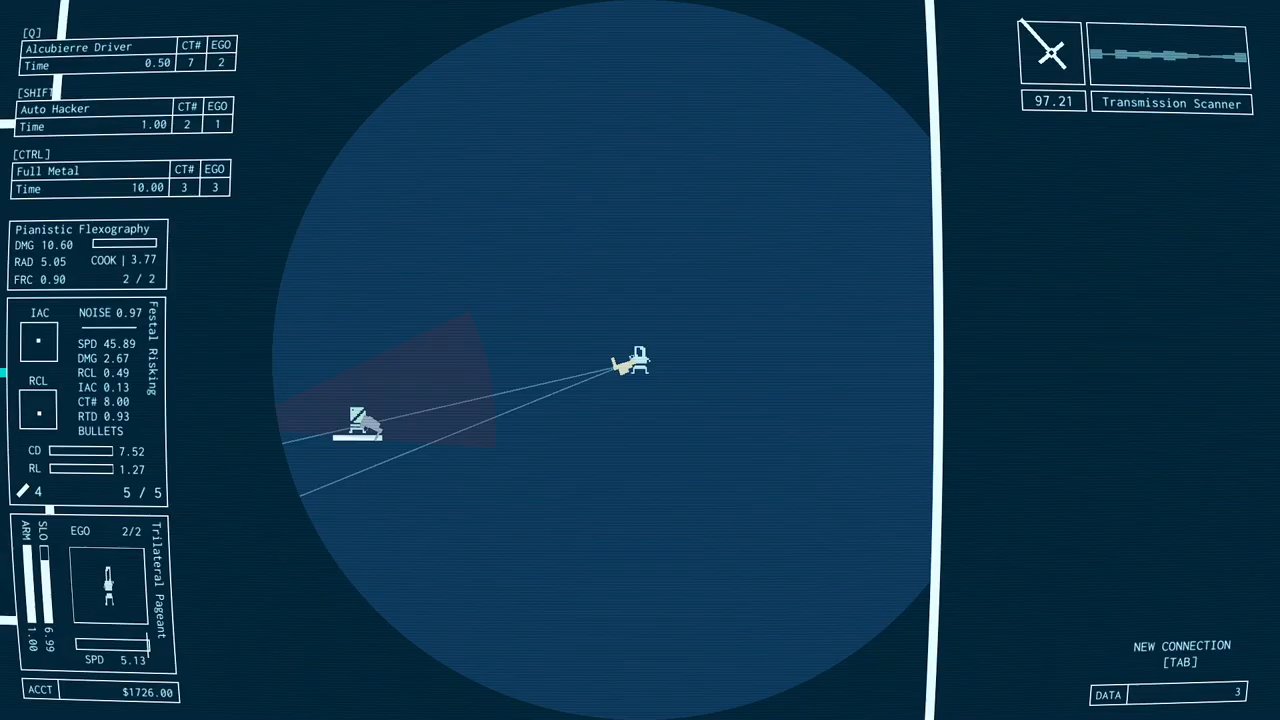 [Q]
Alcubierre Driver CT# EGO
Time 0.50 7 2
[SHIFT
Auto Hacker CT# EGO
Time 1.00 2 1
[CTRL]
Full Metal CT# EGO
Time 10.00 3 3
Pianistic Flexography
DMG 10.60
RAD 5.05 COOK | 3.77
FRC 0.90 2 / 2
IAC NOISE 0.97
Festal Risking
SPD 45.89
DMG 2.67
RCL 0.49
RCL IAC 0.13
CT# 8.00
RTD 0.93
BULLETS
CD 7.52
RL 1.27
4 5 / 5
ARM SLO EGO 2/2
Trilateral Pageant
1.00 6.99
SPD 5.13
ACCT $1726.00
97.21 Transmission Scanner
NEW CONNECTION
[TAB]
DATA 3